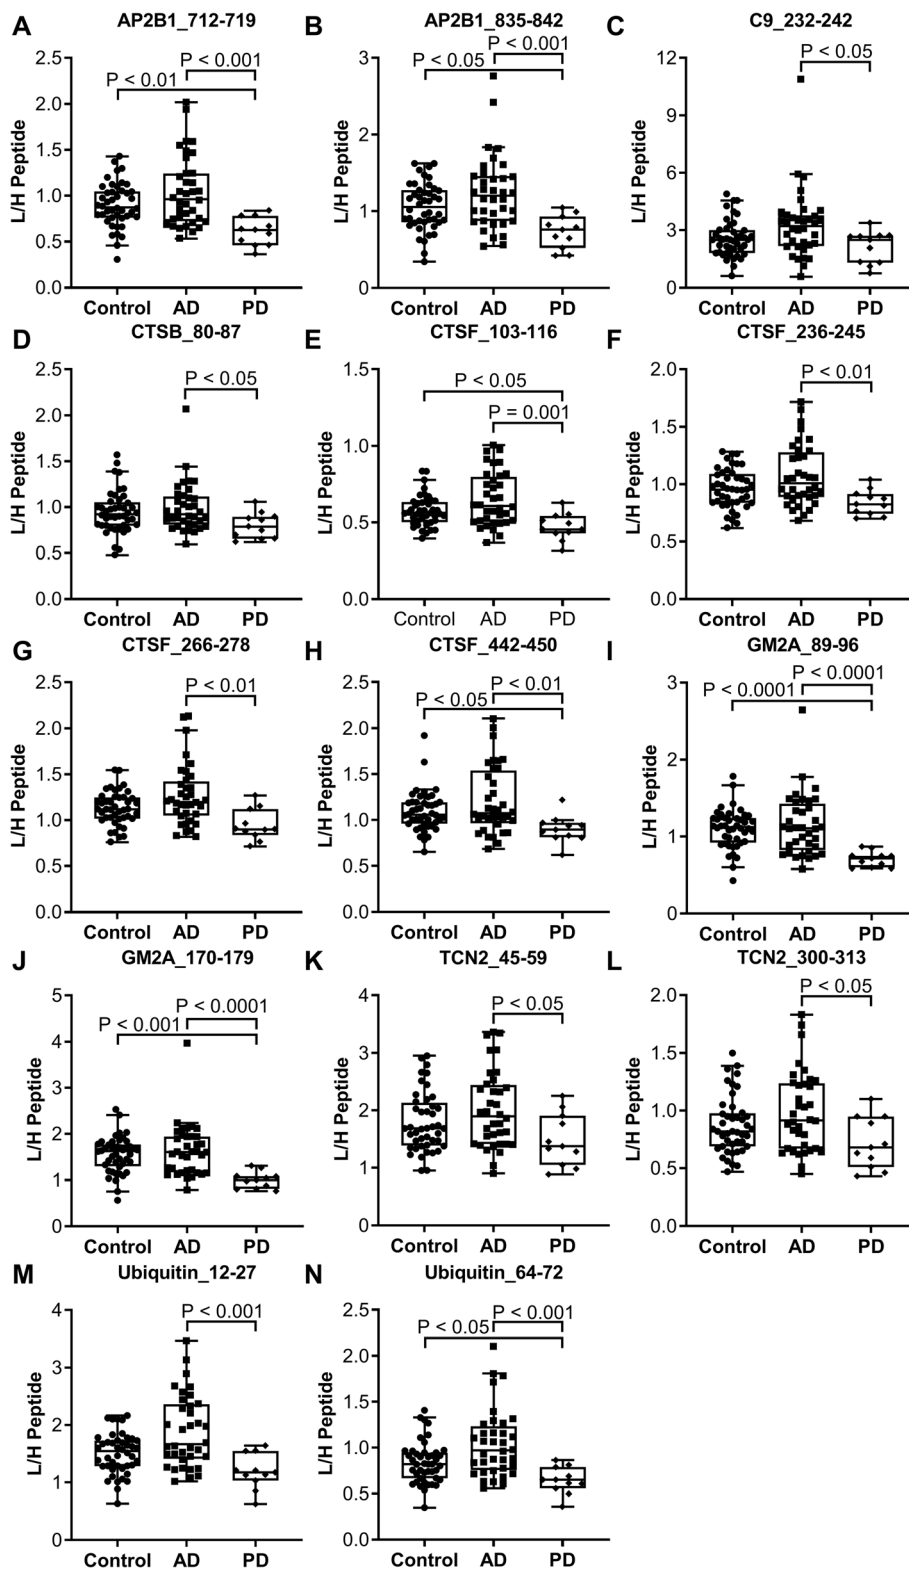 A AP2B1_712-719
P < 0.001
P < 0.01
L/H Peptide
2.5
2.0
1.5
1.0
0.5
0.0
Control AD PD
B AP2B1_835-842
P < 0.001
P < 0.05
L/H Peptide
3
2
1
0
Control AD PD
C C9_232-242
P < 0.05
L/H Peptide
12
9
6
3
0
Control AD PD
D CTSB_80-87
P < 0.05
L/H Peptide
2.5
2.0
1.5
1.0
0.5
0.0
Control AD PD
E CTSF_103-116
P < 0.05
P = 0.001
L/H Peptide
1.5
1.0
0.5
0.0
Control AD PD
F CTSF_236-245
P < 0.01
L/H Peptide
2.0
1.5
1.0
0.5
0.0
Control AD PD
G CTSF_266-278
P < 0.01
L/H Peptide
2.5
2.0
1.5
1.0
0.5
0.0
Control AD PD
H CTSF_442-450
P < 0.01
P < 0.05
L/H Peptide
2.5
2.0
1.5
1.0
0.5
0.0
Control AD PD
I GM2A_89-96
P < 0.0001
P < 0.0001
L/H Peptide
3
2
1
0
Control AD PD
J GM2A_170-179
P < 0.0001
P < 0.001
L/H Peptide
5
4
3
2
1
0
Control AD PD
K TCN2_45-59
P < 0.05
L/H Peptide
4
3
2
1
0
Control AD PD
L TCN2_300-313
P < 0.05
L/H Peptide
2.0
1.5
1.0
0.5
0.0
Control AD PD
M Ubiquitin_12-27
P < 0.001
L/H Peptide
4
3
2
1
0
Control AD PD
N Ubiquitin_64-72
P < 0.001
P < 0.05
L/H Peptide
2.5
2.0
1.5
1.0
0.5
0.0
Control AD PD